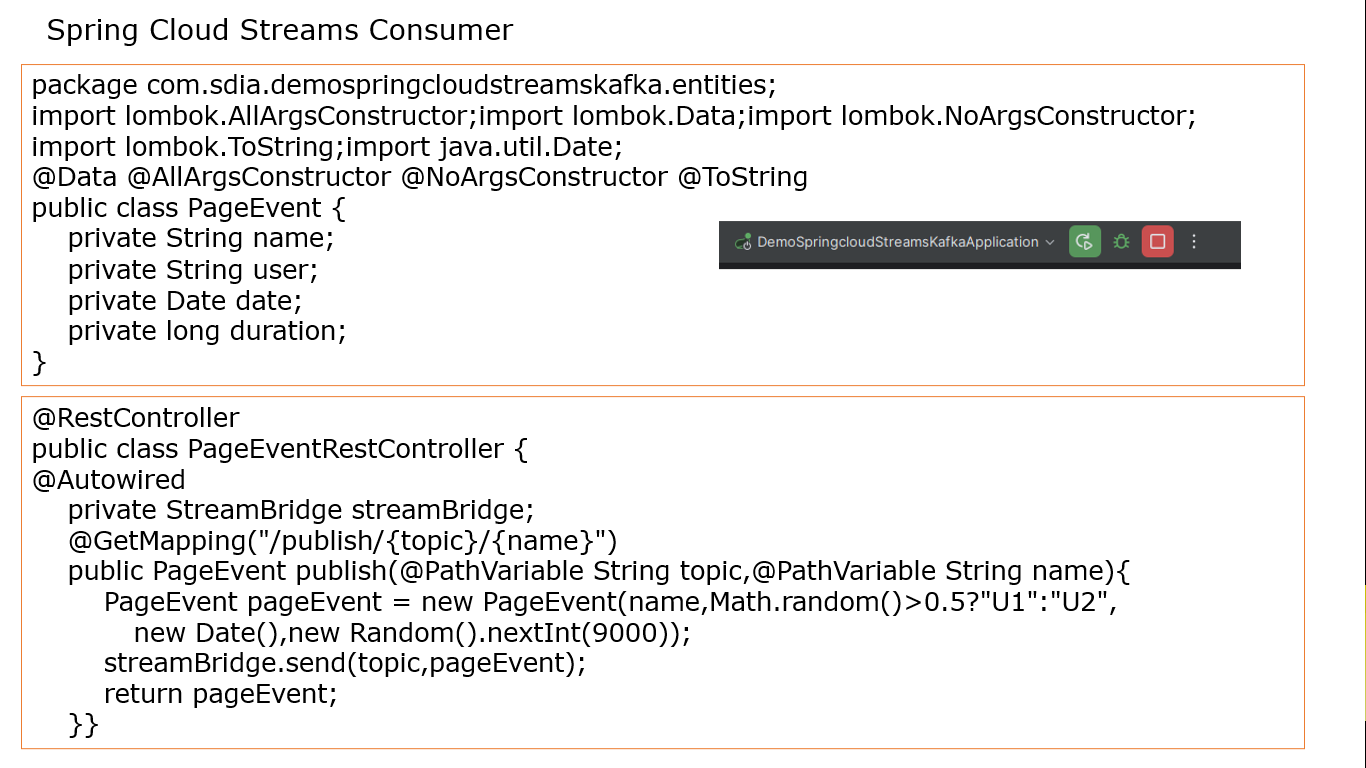 Spring Cloud Streams Consumer
package com.sdia.demospringcloudstreamskafka.entities;
import lombok.AllArgsConstructor;import lombok.Data;import lombok.NoArgsConstructor;
import lombok.ToString;import java.util.Date;
@Data @AllArgsConstructor @NoArgsConstructor @ToString
public class PageEvent {
    private String name;
    private String user;
    private Date date;
    private long duration;
}
DemoSpringcloudStreamsKafkaApplication
@RestController
public class PageEventRestController {
@Autowired
    private StreamBridge streamBridge;
    @GetMapping("/publish/{topic}/{name}")
    public PageEvent publish(@PathVariable String topic,@PathVariable String name){
        PageEvent pageEvent = new PageEvent(name,Math.random()>0.5?"U1":"U2",
            new Date(),new Random().nextInt(9000));
        streamBridge.send(topic,pageEvent);
        return pageEvent;
    }}